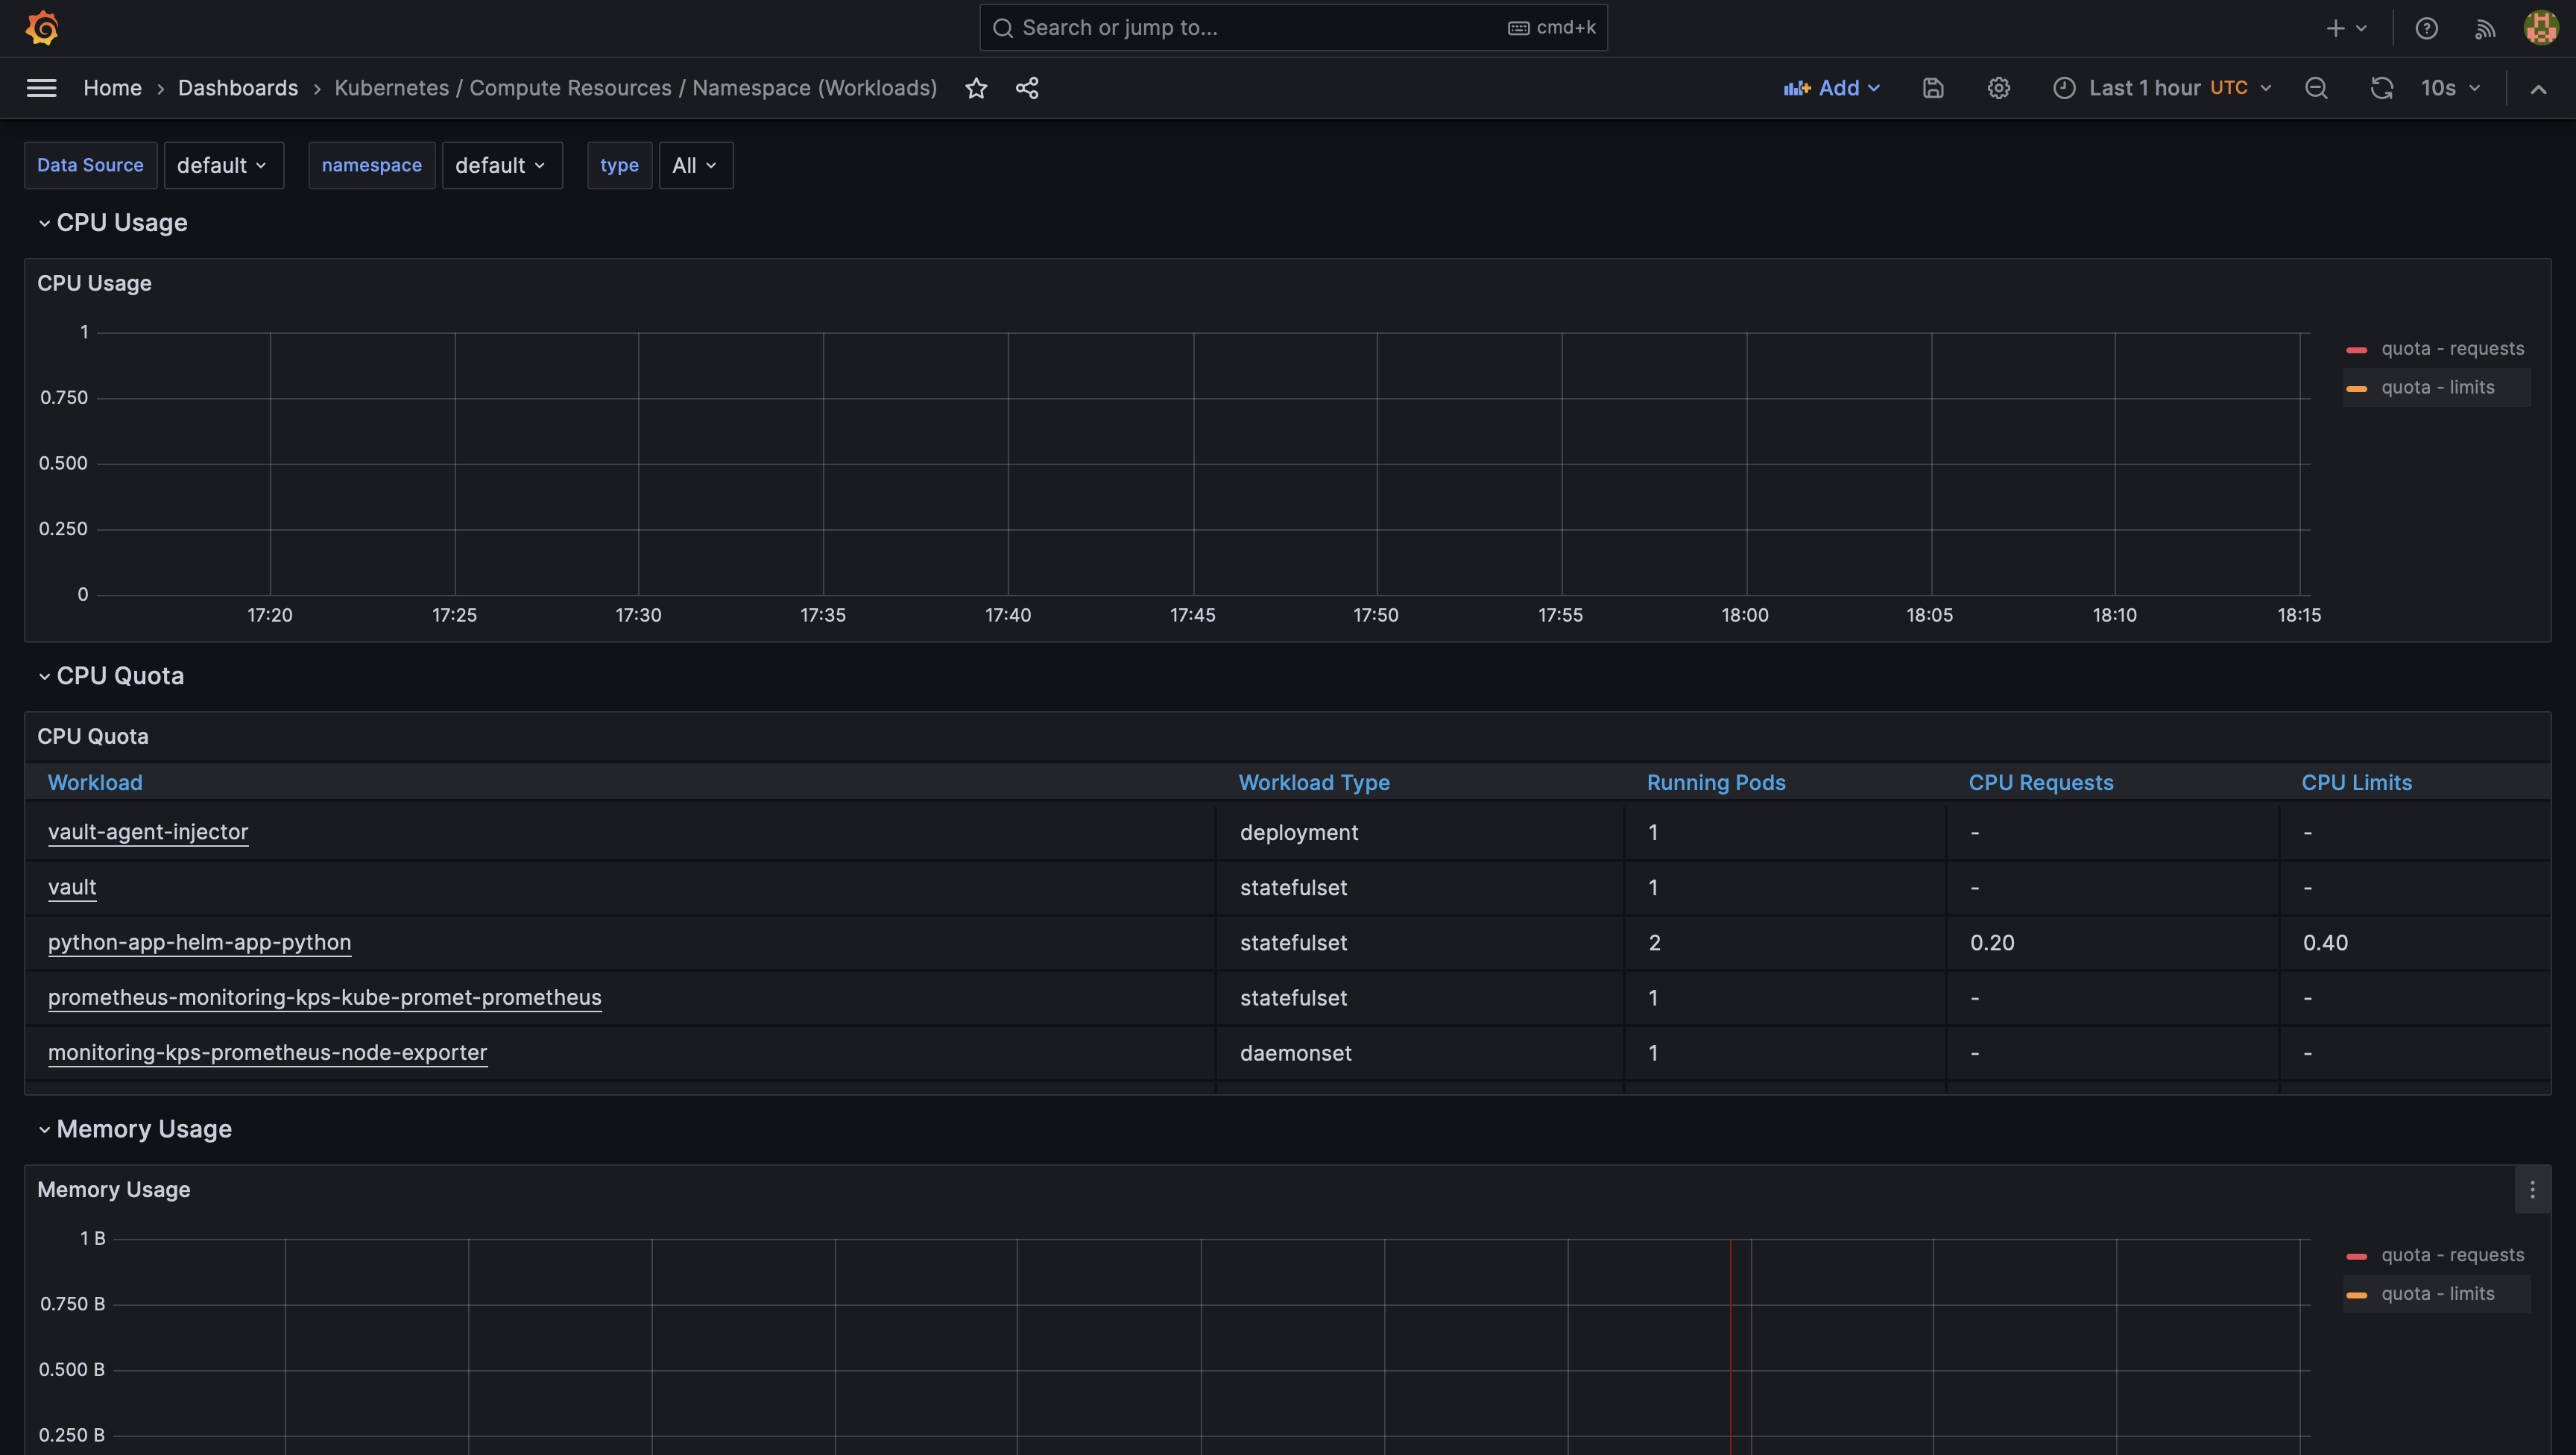 Search or jump to... cmd+k
Home › Dashboards › Kubernetes / Compute Resources / Namespace (Workloads) Add Last 1 hour UTC 10s
Data Source default namespace default type All
CPU Usage
CPU Usage
1
0.750
0.500
0.250
0
17:20 17:25 17:30 17:35 17:40 17:45 17:50 17:55 18:00 18:05 18:10 18:15
quota - requests
quota - limits
CPU Quota
CPU Quota
Workload Workload Type Running Pods CPU Requests CPU Limits
vault-agent-injector deployment 1 - -
vault statefulset 1 - -
python-app-helm-app-python statefulset 2 0.20 0.40
prometheus-monitoring-kps-kube-promet-prometheus statefulset 1 - -
monitoring-kps-prometheus-node-exporter daemonset 1 - -
Memory Usage
Memory Usage
1 B
0.750 B
0.500 B
0.250 B
quota - requests
quota - limits